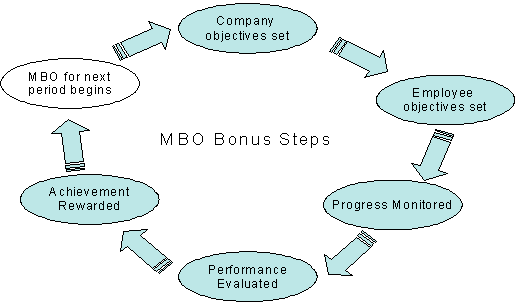 Company
objectives set
MBO for next
period begins
Employee
objectives set
MBO Bonus Steps
Achievement
Rewarded
Progress Monitored
Performance
Evaluated